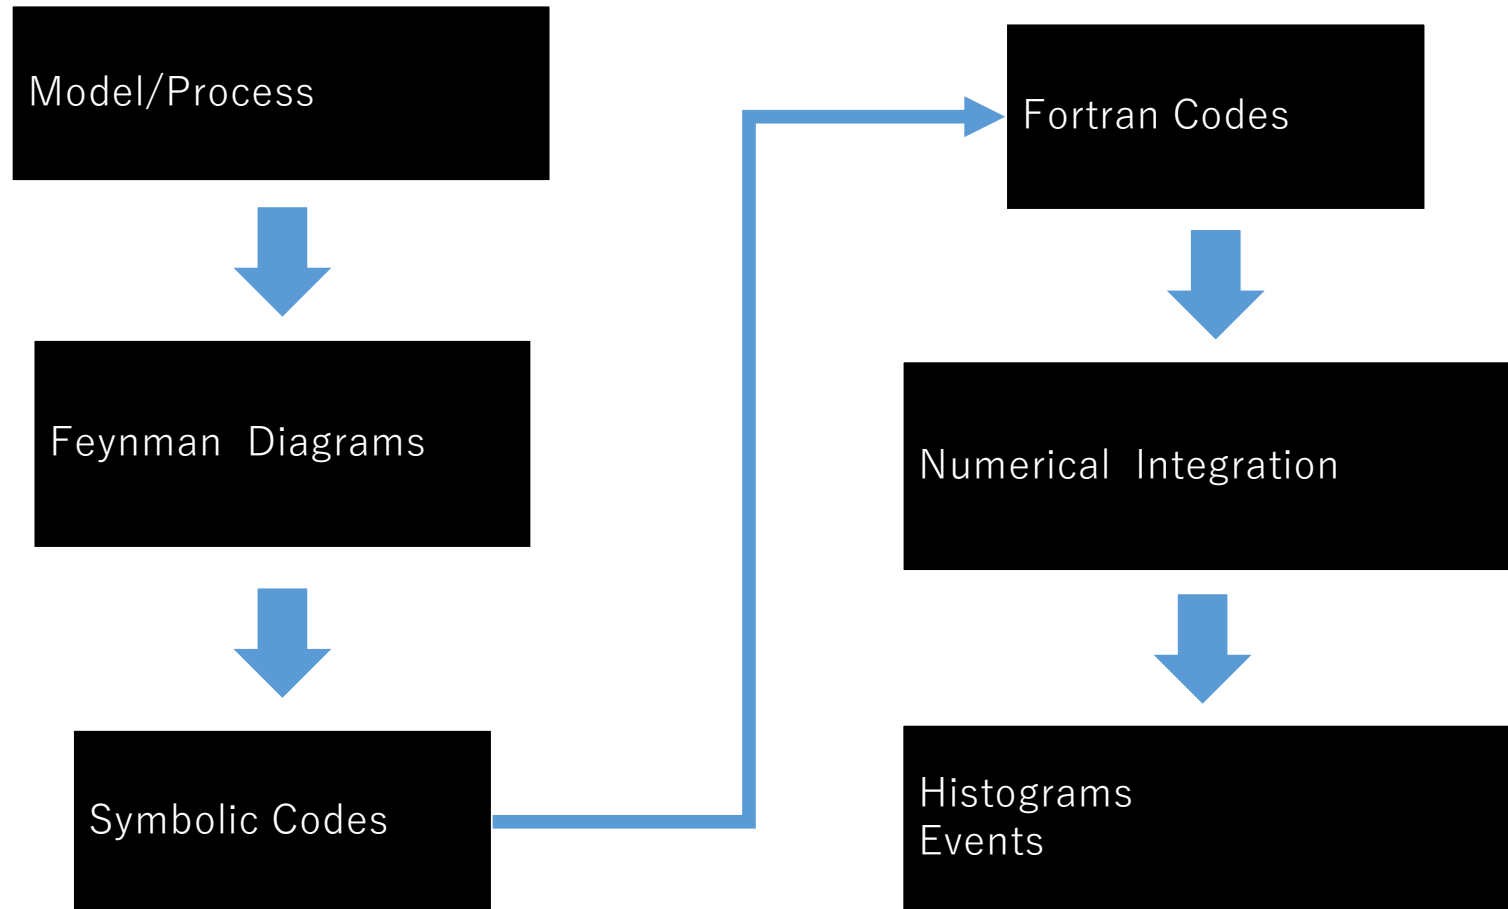 Model/Process
Feynman Diagrams
Symbolic Codes
Fortran Codes
Numerical Integration
Histograms
Events